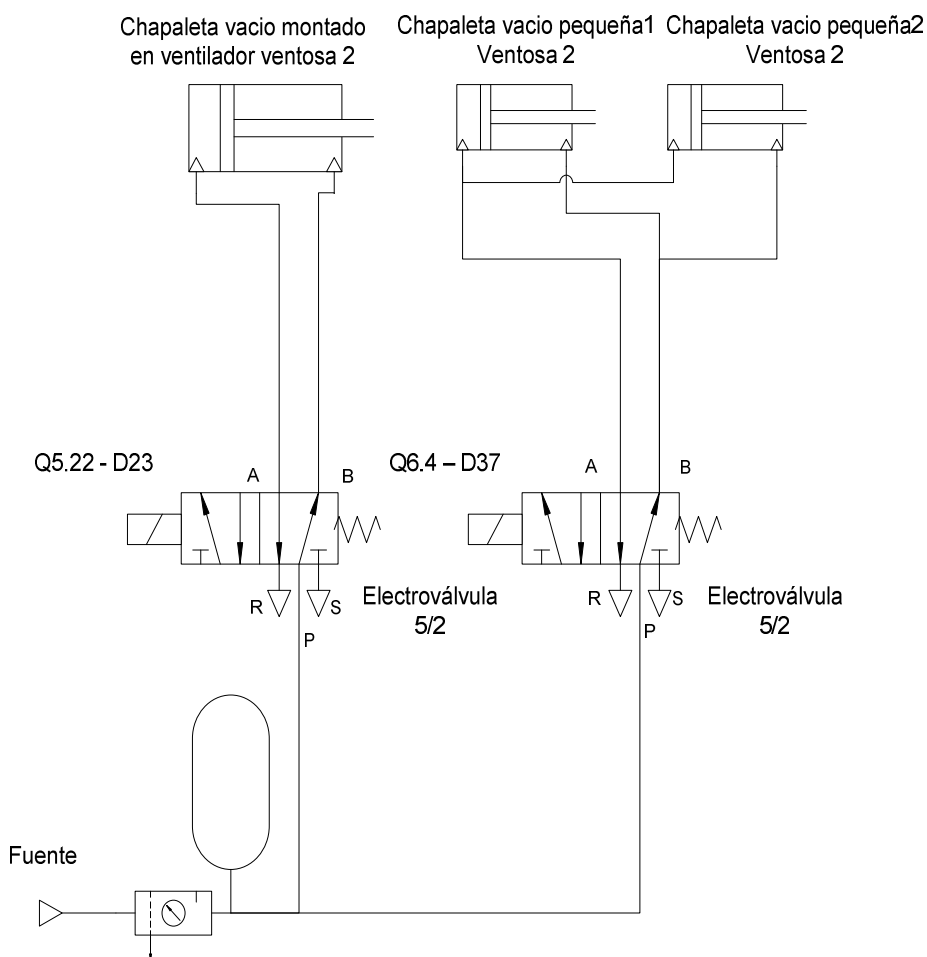 Chapaleta vacio montado
en ventilador ventosa 2
Chapaleta vacio pequeña1
Ventosa 2
Chapaleta vacio pequeña2
Ventosa 2
Q5.22 - D23
A
B
Q6.4 – D37
A
B
R
S
P
Electroválvula
5/2
R
S
P
Electroválvula
5/2
Fuente